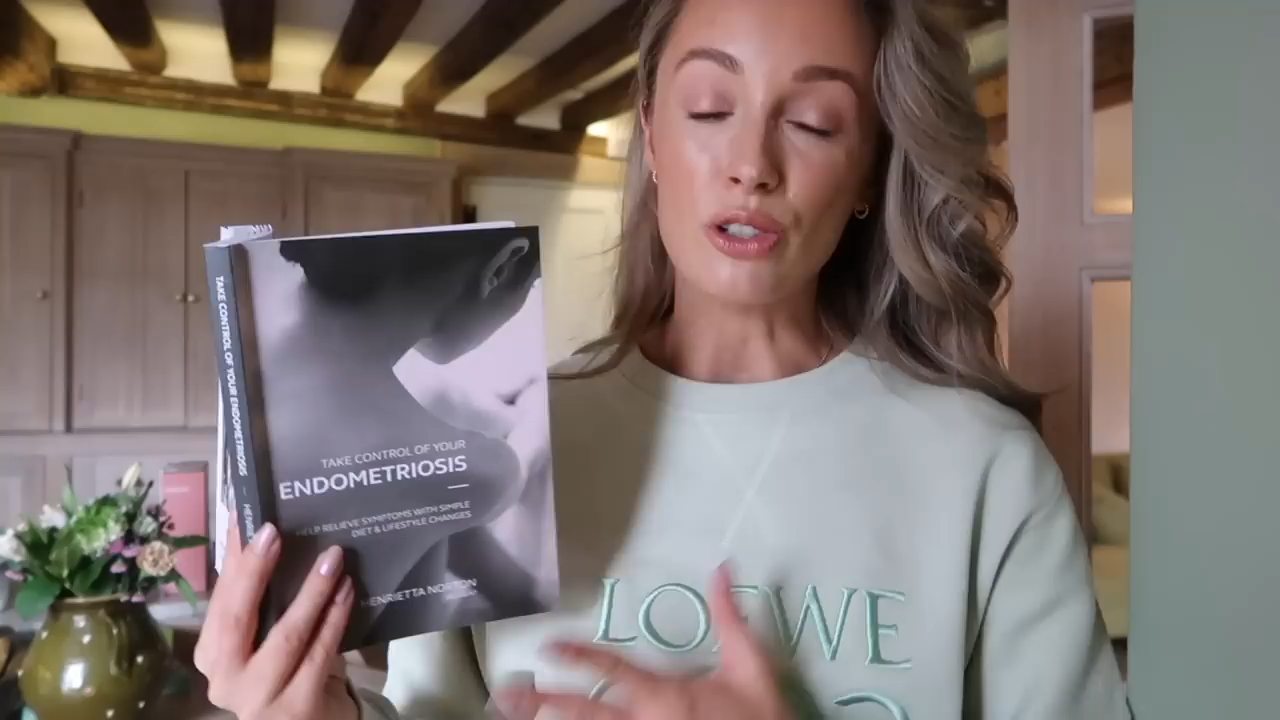 TAKE CONTROL OF YOUR ENDOMETRIOSIS
TAKE CONTROL OF YOUR
ENDOMETRIOSIS
HELP RELIEVE SYMPTOMS WITH SIMPLE
DIET & LIFESTYLE CHANGES
HENRIETTA NORTON
LOEWE